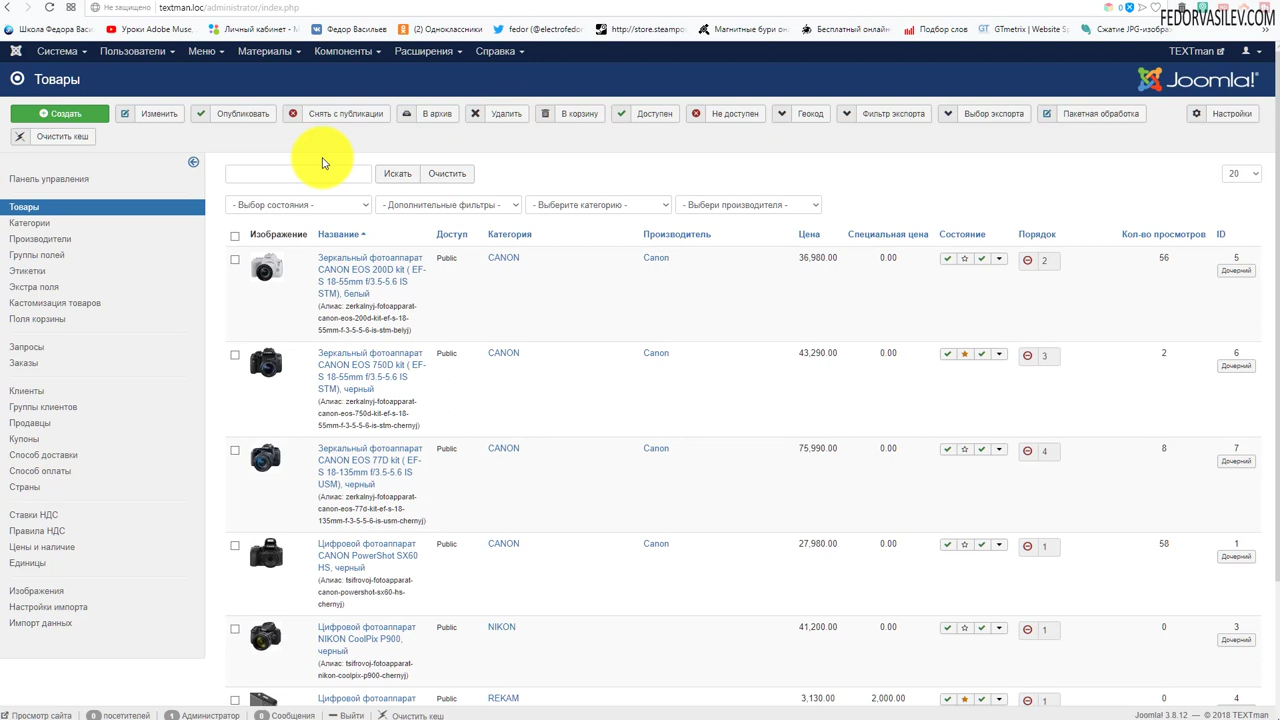 Не защищено textman.loc/administrator/index.php
FEDORVASILEV.COM
Школа Федора Васи... Уроки Adobe Muse, Личный кабинет - Федор Васильев (2) Одноклассники fedor (@electrofedor) http://store.steampo Магнитные бури он Бесплатный онлайн Подбор слов GTmetrix | Website S Сжатие JPG-изобра
Система Пользователи Меню Материалы Компоненты Расширения Справка TEXTman
Товары Joomla!
Создать Изменить Опубликовать Снять с публикации В архив Удалить В корзину Доступен Не доступен Геокод Фильтр экспорта Выбор экспорта Пакетная обработка Настройки
Очистить кеш
Панель управления
Товары
Категории
Производители
Группы полей
Этикетки
Экстра поля
Кастомизация товаров
Поля корзины
Запросы
Заказы
Клиенты
Группы клиентов
Продавцы
Купоны
Способ доставки
Способ оплаты
Страны
Ставки НДС
Правила НДС
Цены и наличие
Единицы
Изображения
Настройки импорта
Импорт данных
Искать Очистить 20
- Выбор состояния - - Дополнительные фильтры - - Выберите категорию - - Выбери производителя -
Изображение Название Доступ Категория Производитель Цена Специальная цена Состояние Порядок Кол-во просмотров ID
Зеркальный фотоаппарат Public CANON Canon 36,980.00 0.00 2 56 5
CANON EOS 200D kit ( EF- Дочерний
S 18-55mm f/3.5-5.6 IS
STM), белый
(Алиас: zerkalnyj-fotoapparat-
canon-eos-200d-kit-ef-s-18-
55mm-f-3-5-5-6-is-stm-belyj)
Зеркальный фотоаппарат Public CANON Canon 43,290.00 0.00 3 2 6
CANON EOS 750D kit ( EF- Дочерний
S 18-55mm f/3.5-5.6 IS
STM), черный
(Алиас: zerkalnyj-fotoapparat-
canon-eos-750d-kit-ef-s-18-
55mm-f-3-5-5-6-is-stm-chernyj)
Зеркальный фотоаппарат Public CANON Canon 75,990.00 0.00 4 8 7
CANON EOS 77D kit ( EF- Дочерний
S 18-135mm f/3.5-5.6 IS
USM), черный
(Алиас: zerkalnyj-fotoapparat-
canon-eos-77d-kit-ef-s-18-
135mm-f-3-5-5-6-is-usm-chernyj)
Цифровой фотоаппарат Public CANON Canon 27,980.00 0.00 1 58 1
CANON PowerShot SX60 Дочерний
HS, черный
(Алиас: tsifrovoj-fotoapparat-
canon-powershot-sx60-hs-
chernyj)
Цифровой фотоаппарат Public NIKON 41,200.00 0.00 1 0 3
NIKON CoolPix P900, Дочерний
черный
(Алиас: tsifrovoj-fotoapparat-
nikon-coolpix-p900-chernyj)
Цифровой фотоаппарат Public REKAM 3,130.00 2,000.00 1 0 4
Просмотр сайта 0 посетителей 1 Администратор 0 Сообщения Выйти Очистить кеш Joomla! 3.8.12 — © 2018 TEXTman